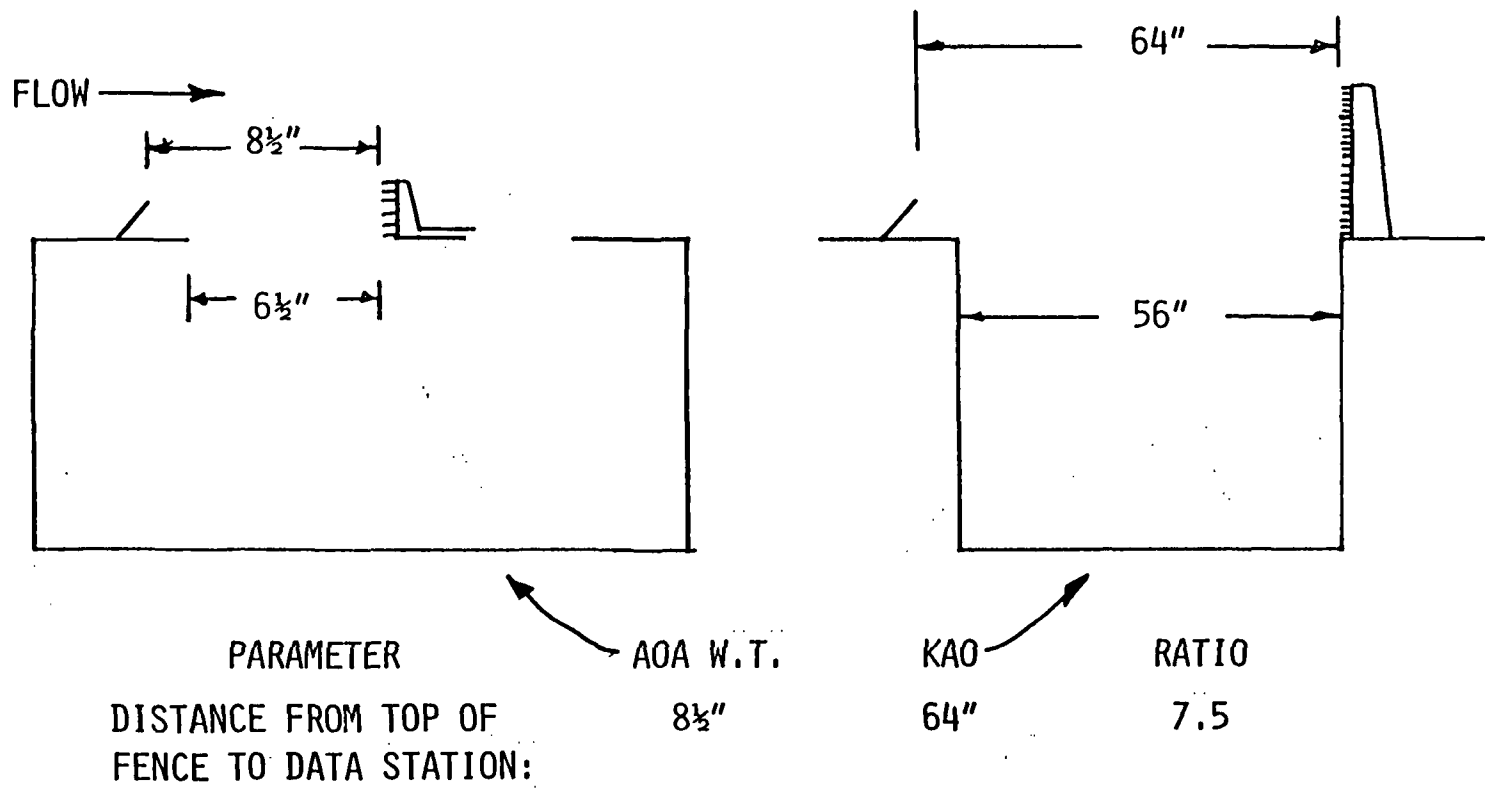 64"
FLOW
8½"
6½"
56"
PARAMETER AOA W.T. KAO RATIO
DISTANCE FROM TOP OF 8½" 64" 7.5
FENCE TO DATA STATION: